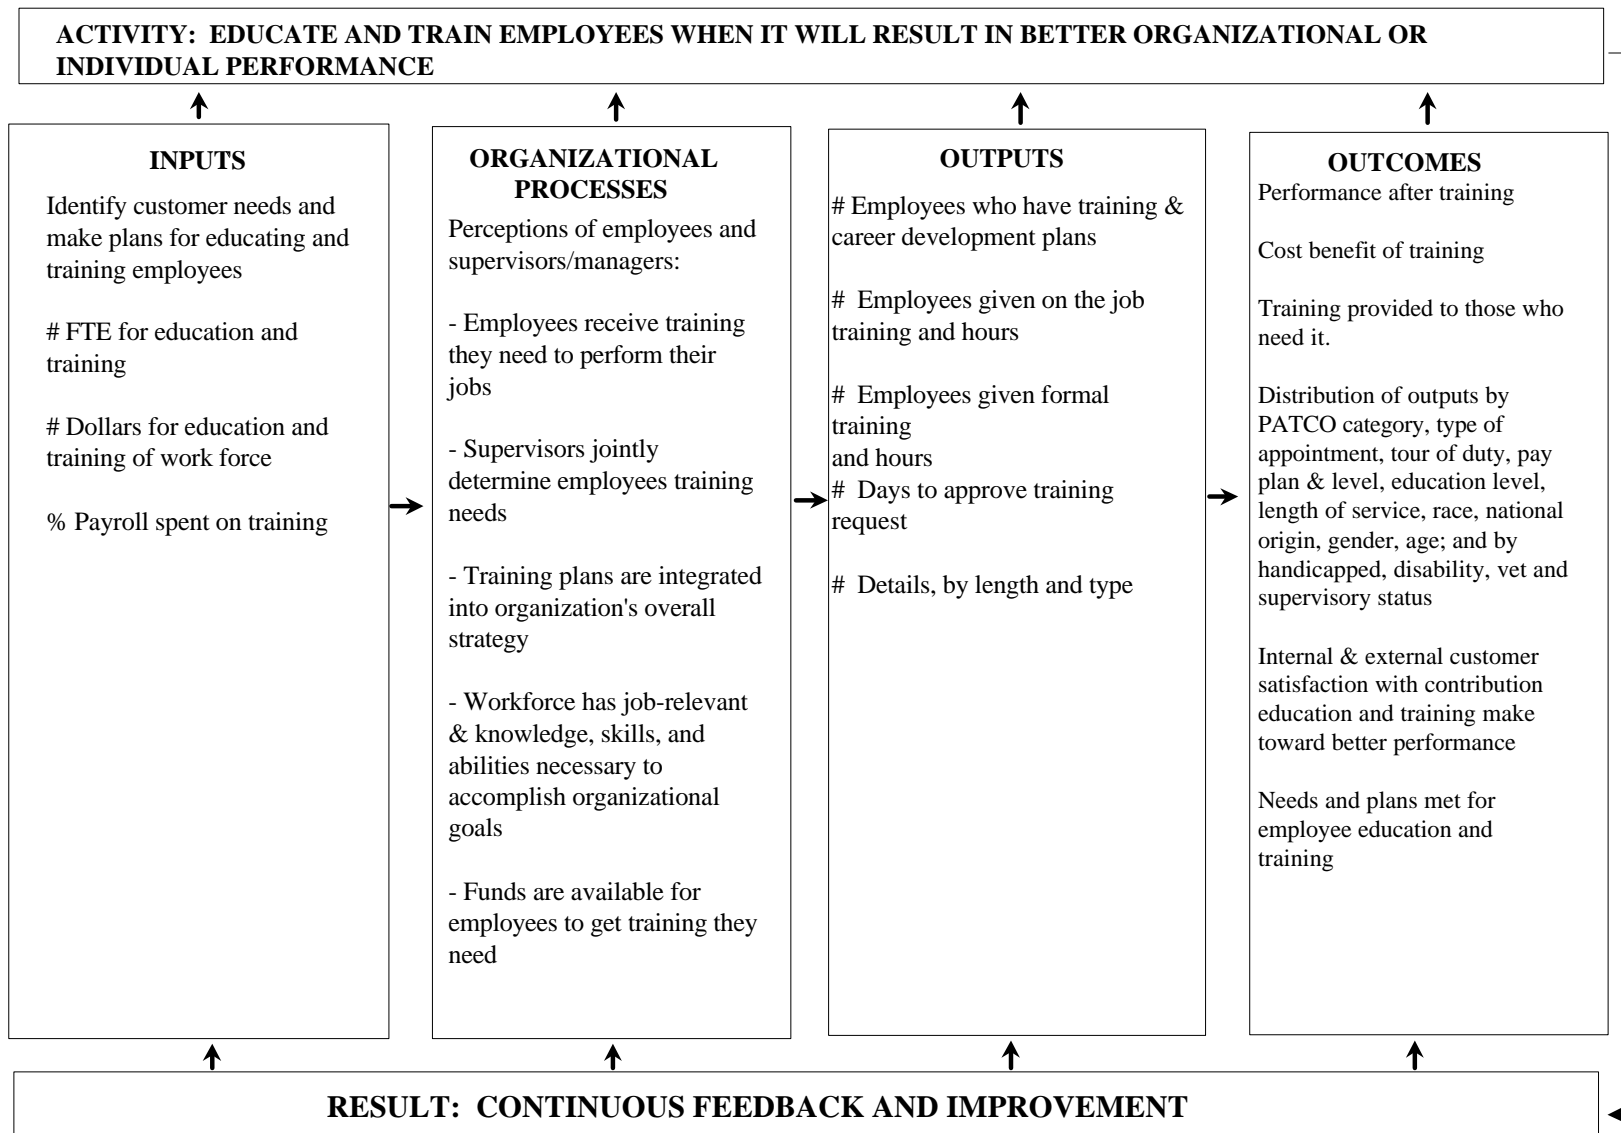 ACTIVITY:  EDUCATE AND TRAIN EMPLOYEES WHEN IT WILL RESULT IN BETTER ORGANIZATIONAL OR
INDIVIDUAL PERFORMANCE
INPUTS
Identify customer needs and
make plans for educating and
training employees
# FTE for education and
training
# Dollars for education and
training of work force
% Payroll spent on training
ORGANIZATIONAL
PROCESSES
Perceptions of employees and
supervisors/managers:
- Employees receive training
they need to perform their
jobs
- Supervisors jointly
determine employees training
needs
- Training plans are integrated
into organization's overall
strategy
- Workforce has job-relevant
& knowledge, skills, and
abilities necessary to
accomplish organizational
goals
- Funds are available for
employees to get training they
need
OUTPUTS
# Employees who have training &
career development plans
#  Employees given on the job
training and hours
#  Employees given formal
training
and hours
#  Days to approve training
request
#  Details, by length and type
OUTCOMES
Performance after training
Cost benefit of training
Training provided to those who
need it.
Distribution of outputs by
PATCO category, type of
appointment, tour of duty, pay
plan & level, education level,
length of service, race, national
origin, gender, age; and by
handicapped, disability, vet and
supervisory status
Internal & external customer
satisfaction with contribution
education and training make
toward better performance
Needs and plans met for
employee education and
training
RESULT:  CONTINUOUS FEEDBACK AND IMPROVEMENT